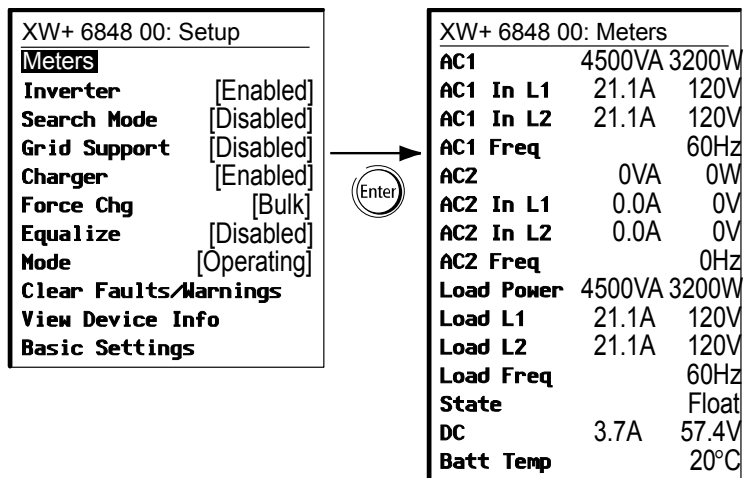 XW+ 6848 00: Setup
Meters
Inverter [Enabled]
Search Mode [Disabled]
Grid Support [Disabled]
Charger [Enabled]
Force Chg [Bulk]
Equalize [Disabled]
Mode [Operating]
Clear Faults/Warnings
View Device Info
Basic Settings
Enter
XW+ 6848 00: Meters
AC1 4500VA 3200W
AC1 In L1 21.1A 120V
AC1 In L2 21.1A 120V
AC1 Freq 60Hz
AC2 0VA 0W
AC2 In L1 0.0A 0V
AC2 In L2 0.0A 0V
AC2 Freq 0Hz
Load Power 4500VA 3200W
Load L1 21.1A 120V
Load L2 21.1A 120V
Load Freq 60Hz
State Float
DC 3.7A 57.4V
Batt Temp 20°C